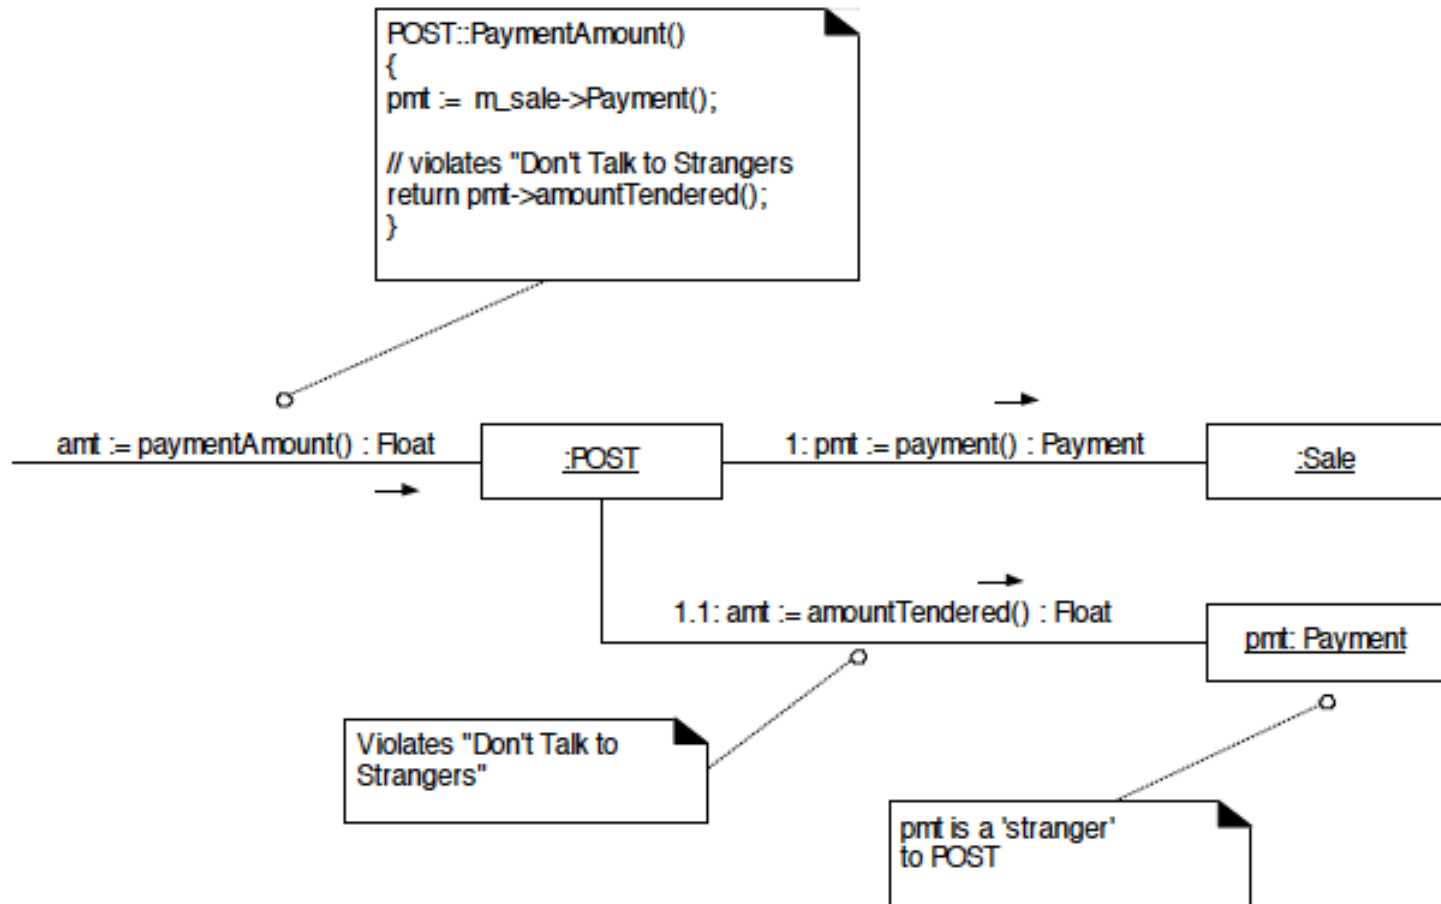 POST::PaymentAmount()
{
pmt := m_sale->Payment();
// violates "Don't Talk to Strangers
return pmt->amountTendered();
}
amt := paymentAmount() : Float
:POST
1: pmt := payment() : Payment
:Sale
1.1: amt := amountTendered() : Float
pmt: Payment
Violates "Don't Talk to
Strangers"
pmt is a 'stranger'
to POST